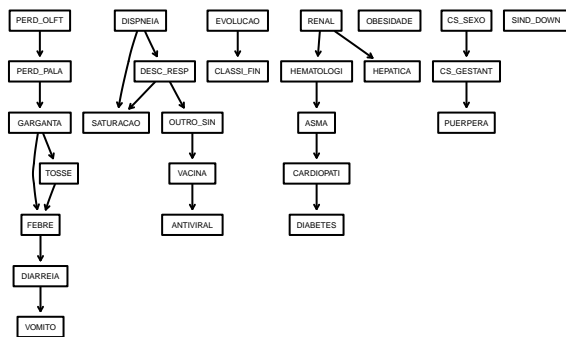 PERD_OLFT
DISPNEIA
EVOLUCAO
RENAL
OBESIDADE
CS_SEXO
SIND_DOWN
PERD_PALA
DESC_RESP
CLASSI_FIN
HEMATOLOGI
HEPATICA
CS_GESTANT
GARGANTA
SATURACAO
OUTRO_SIN
ASMA
PUERPERA
TOSSE
VACINA
CARDIOPATI
FEBRE
ANTIVIRAL
DIABETES
DIARREIA
VOMITO